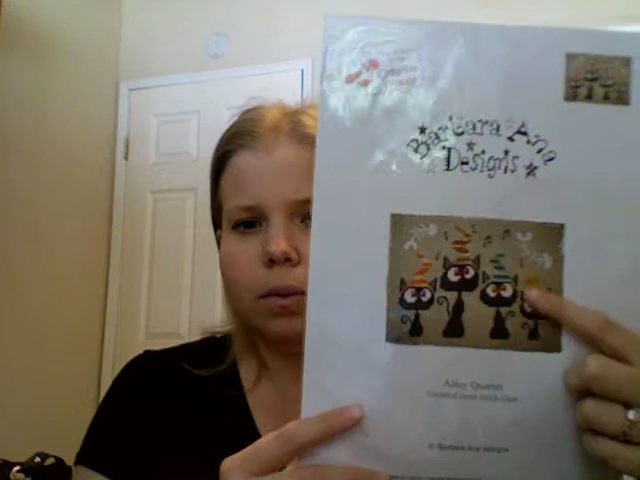 Barbara Ana
Designs
Alley Quartet
Counted cross stitch chart
© Barbara Ana Designs